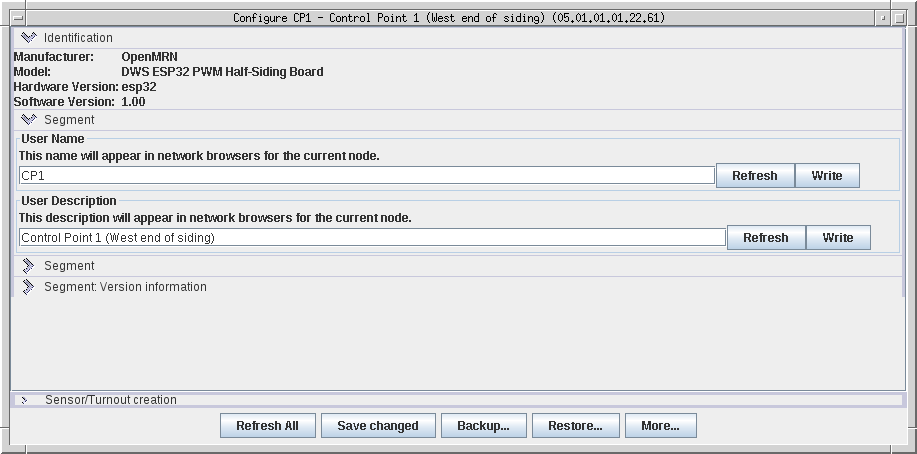 Configure CP1 - Control Point 1 (West end of siding) (05.01.01.01.22.61)
Identification
Manufacturer: OpenMRN
Model: DWS ESP32 PWM Half-Siding Board
Hardware Version: esp32
Software Version: 1.00
Segment
User Name
This name will appear in network browsers for the current node.
CP1 Refresh Write
User Description
This description will appear in network browsers for the current node.
Control Point 1 (West end of siding) Refresh Write
Segment
Segment: Version information
Sensor/Turnout creation
Refresh All Save changed Backup... Restore... More...